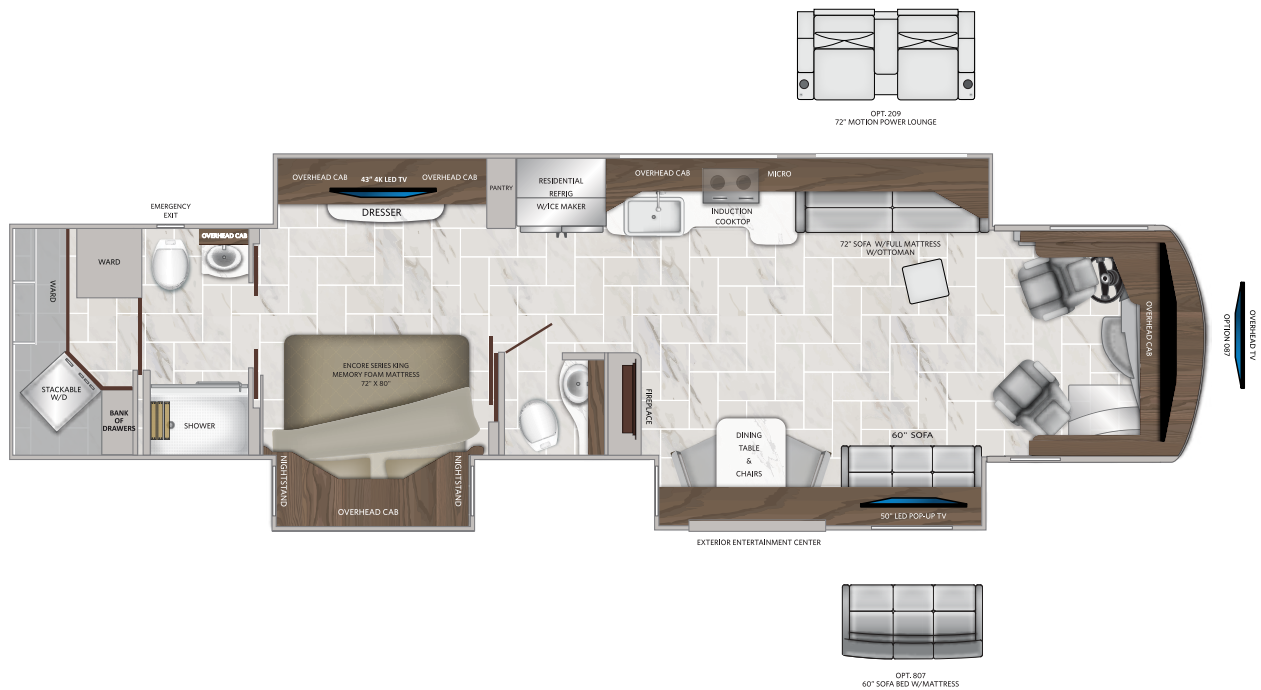 OPT. 209
72" MOTION POWER LOUNGE
OVERHEAD CAB
43" 4K LED TV
OVERHEAD CAB
DRESSER
PANTRY
RESIDENTIAL
REFRIG
W/ICE MAKER
OVERHEAD CAB
MICRO
INDUCTION
COOKTOP
72" SOFA W/FULL MATTRESS
W/OTTOMAN
EMERGENCY
EXIT
OVERHEAD CAB
WARD
WARD
STACKABLE
W/D
BANK
OF
DRAWERS
SHOWER
ENCORE SERIES KING
MEMORY FOAM MATTRESS
72" X 80"
NIGHTSTAND
NIGHTSTAND
OVERHEAD CAB
FIREPLACE
DINING
TABLE
&
CHAIRS
60" SOFA
50" LED POP-UP TV
EXTERIOR ENTERTAINMENT CENTER
OVERHEAD CAB
OVERHEAD TV
OPTION 087
OPT. 807
60" SOFA BED W/MATTRESS